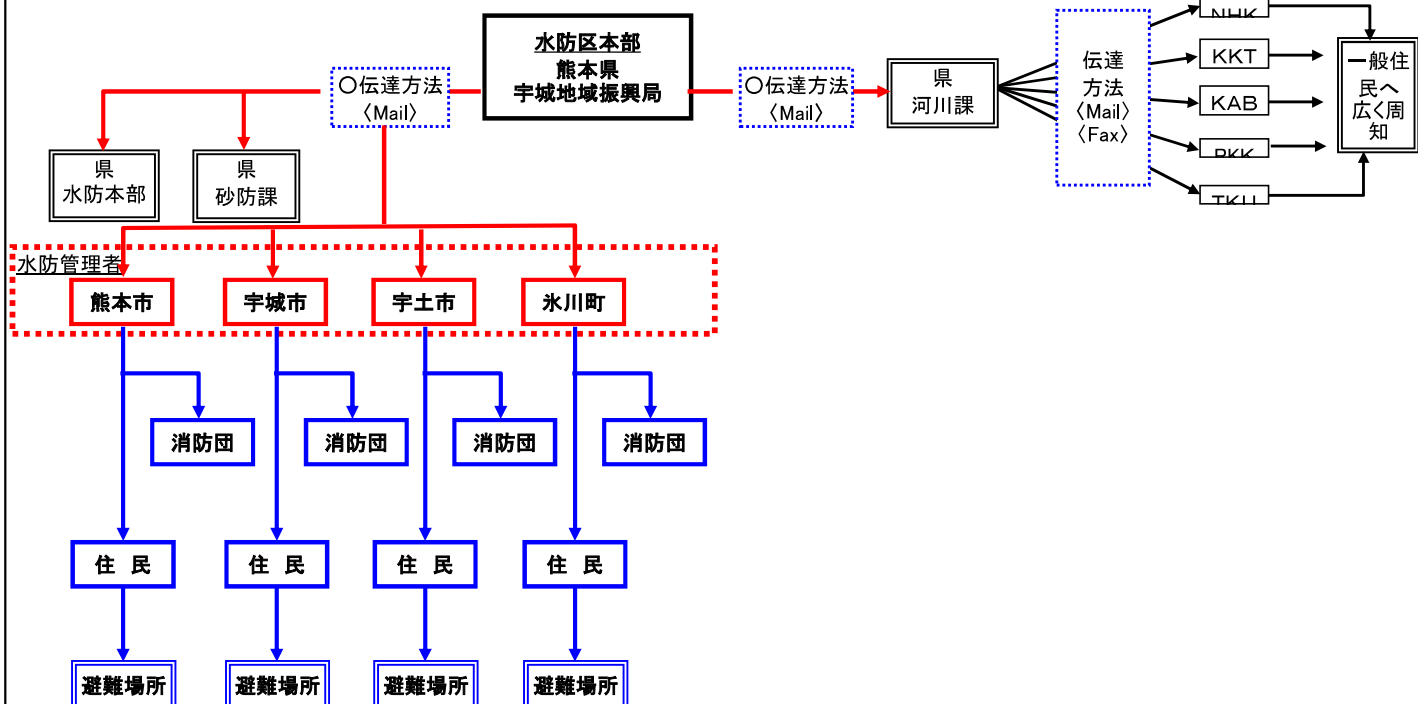 水防区本部
熊本県
宇城地域振興局
〇伝達方法
〈Mail〉
〇伝達方法
〈Mail〉
県
河川課
伝達
方法
〈Mail〉
〈Fax〉
NHK
KKT
KAB
RKK
TKU
一般住
民へ
広く周
知
県
水防本部
県
砂防課
水防管理者
熊本市
宇城市
宇土市
氷川町
消防団
消防団
消防団
消防団
住 民
住 民
住 民
住 民
避難場所
避難場所
避難場所
避難場所